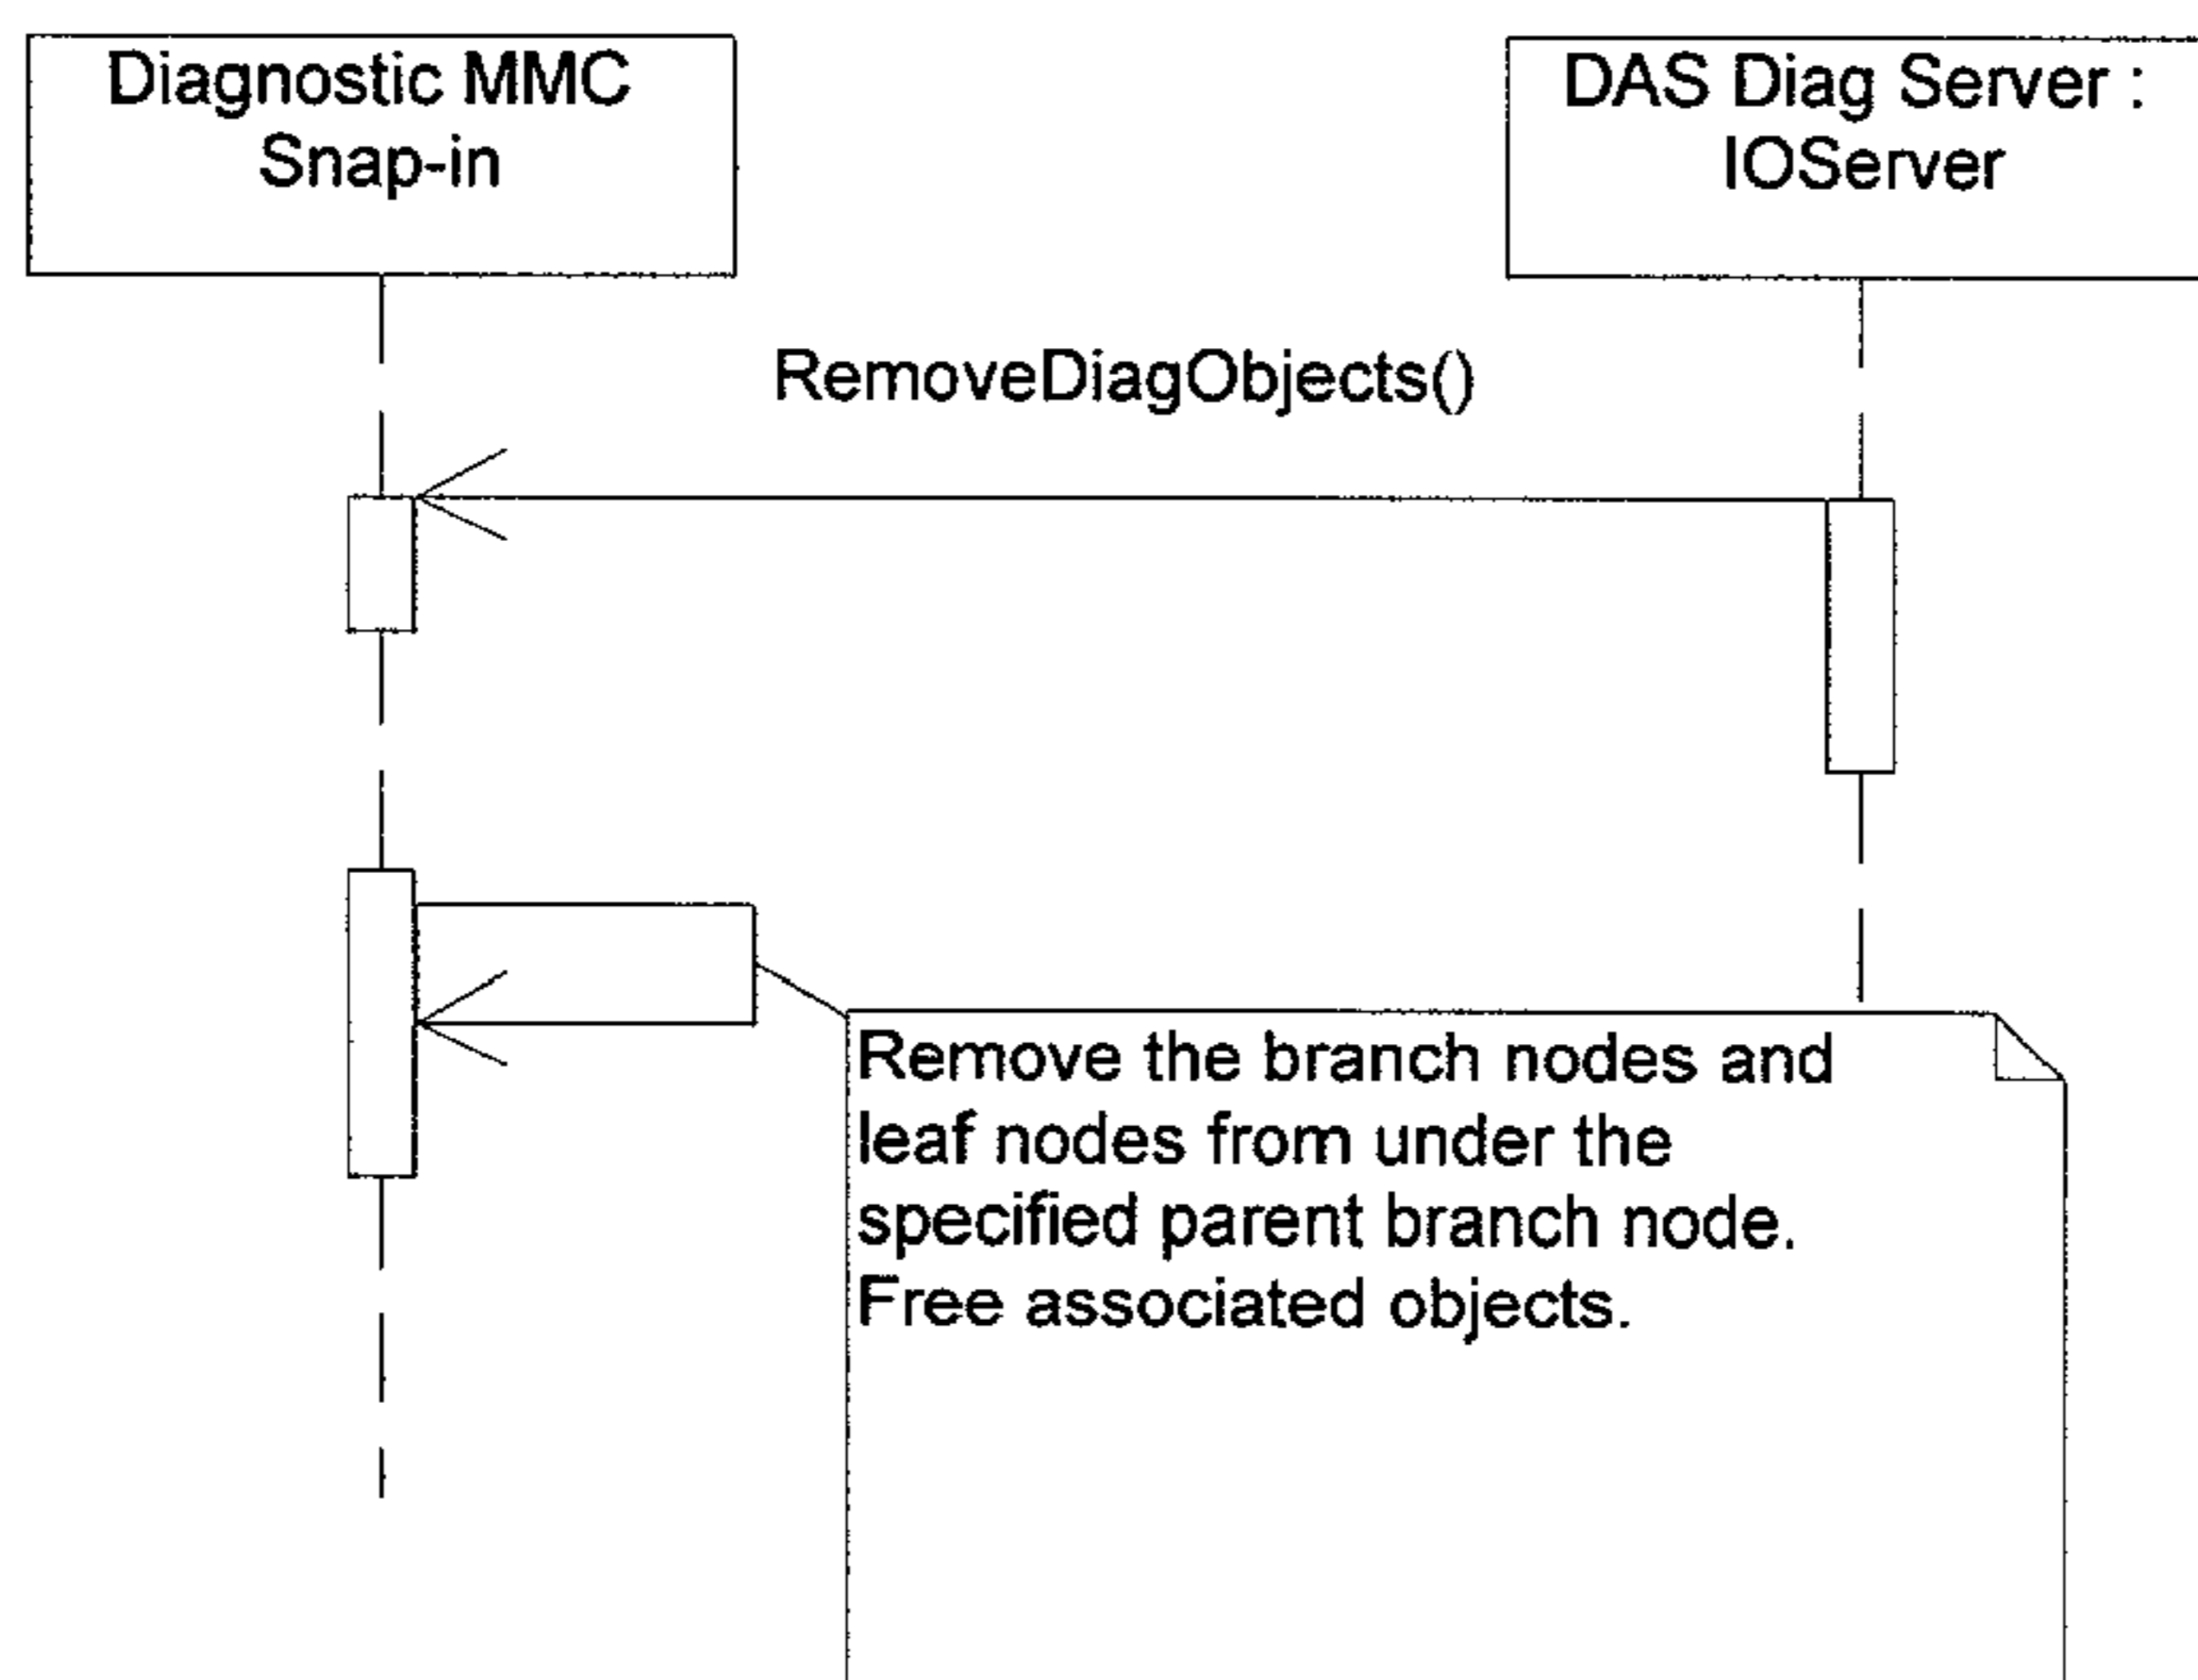 Diagnostic MMC
Snap-in
DAS Diag Server :
IOServer
RemoveDiagObjects()
Remove the branch nodes and
leaf nodes from under the
specified parent branch node.
Free associated objects.